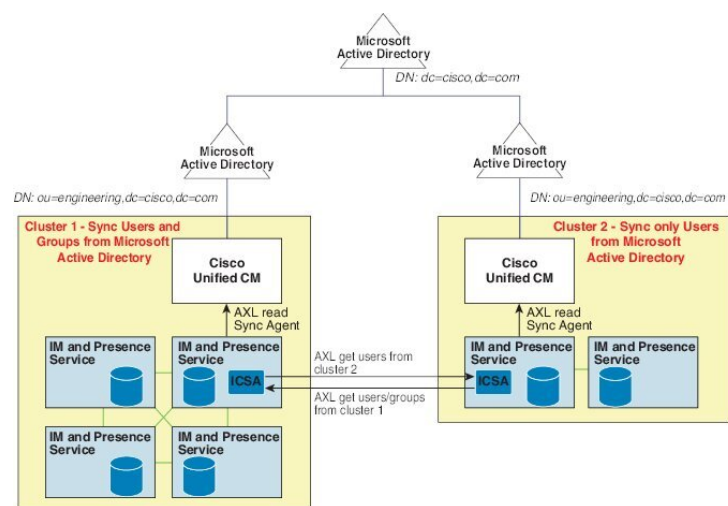 Microsoft
Active Directory
DN: dc=cisco,dc=com
Microsoft
Active Directory
Microsoft
Active Directory
DN: ou=engineering,dc=cisco,dc=com
DN: ou=engineering,dc=cisco,dc=com
Cluster 1 - Sync Users and
Groups from Microsoft
Active Directory
Cisco
Unified CM
AXL read
Sync Agent
IM and Presence
Service
IM and Presence
Service
ICSA
IM and Presence
Service
IM and Presence
Service
AXL get users from
cluster 2
AXL get users/groups
from cluster 1
Cluster 2 - Sync only Users
from Microsoft
Active Directory
Cisco
Unified CM
AXL read
Sync Agent
IM and Presence
Service
ICSA
IM and Presence
Service